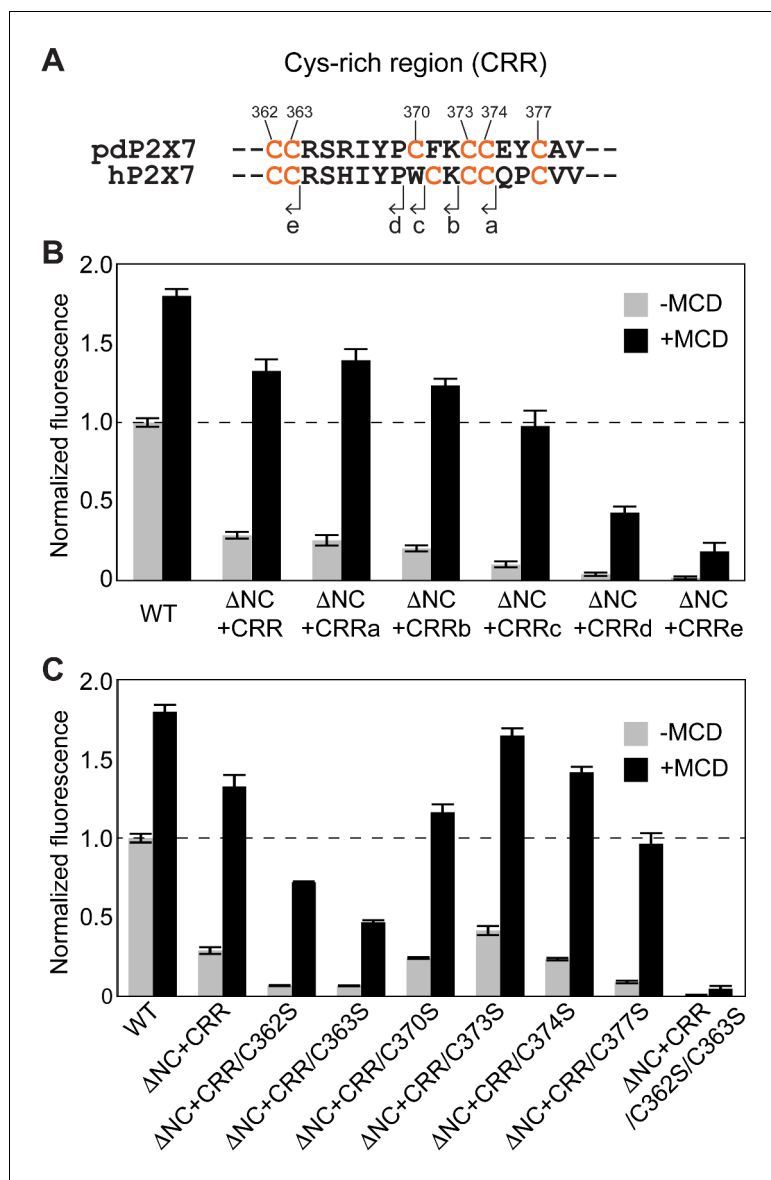 A
Cys-rich region (CRR)
362 363 370 373 374 377
pdP2X7 --CCRSRIYPCFKCCEYCAV--
hP2X7 --CCRSHIYPWCKCCQPCVV--
e d c b a
B
Normalized fluorescence
2.0
1.5
1.0
0.5
0
-MCD
+MCD
WT
ΔNC
+CRR
ΔNC
+CRRa
ΔNC
+CRRb
ΔNC
+CRRc
ΔNC
+CRRd
ΔNC
+CRRe
C
Normalized fluorescence
2.0
1.5
1.0
0.5
0
-MCD
+MCD
WT
ΔNC+CRR
ΔNC+CRR/C362S
ΔNC+CRR/C363S
ΔNC+CRR/C370S
ΔNC+CRR/C373S
ΔNC+CRR/C374S
ΔNC+CRR/C377S
ΔNC+CRR
/C362S/C363S